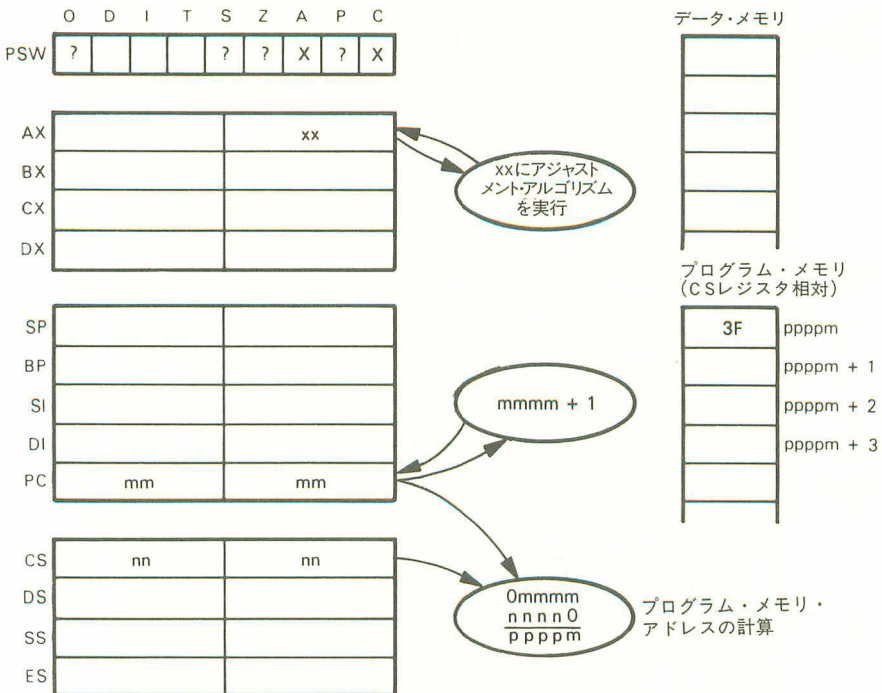 O D I T S Z A P C
PSW ? ? ? X ? X
AX xx
BX
CX
DX
xxにアジャスト
メント・アルゴリズム
を実行
データ・メモリ
プログラム・メモリ
(CSレジスタ相対)
3F ppppm
ppppm + 1
ppppm + 2
ppppm + 3
SP
BP
SI
DI
PC mm mm
mmmm + 1
CS nn nn
DS
SS
ES
0mmmm
nnnn0
ppppm
プログラム・メモリ・
アドレスの計算